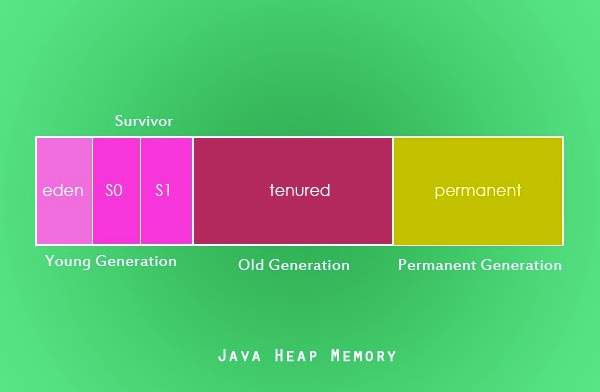 Survivor
eden S0 S1 tenured permanent
Young Generation Old Generation Permanent Generation
Java Heap Memory